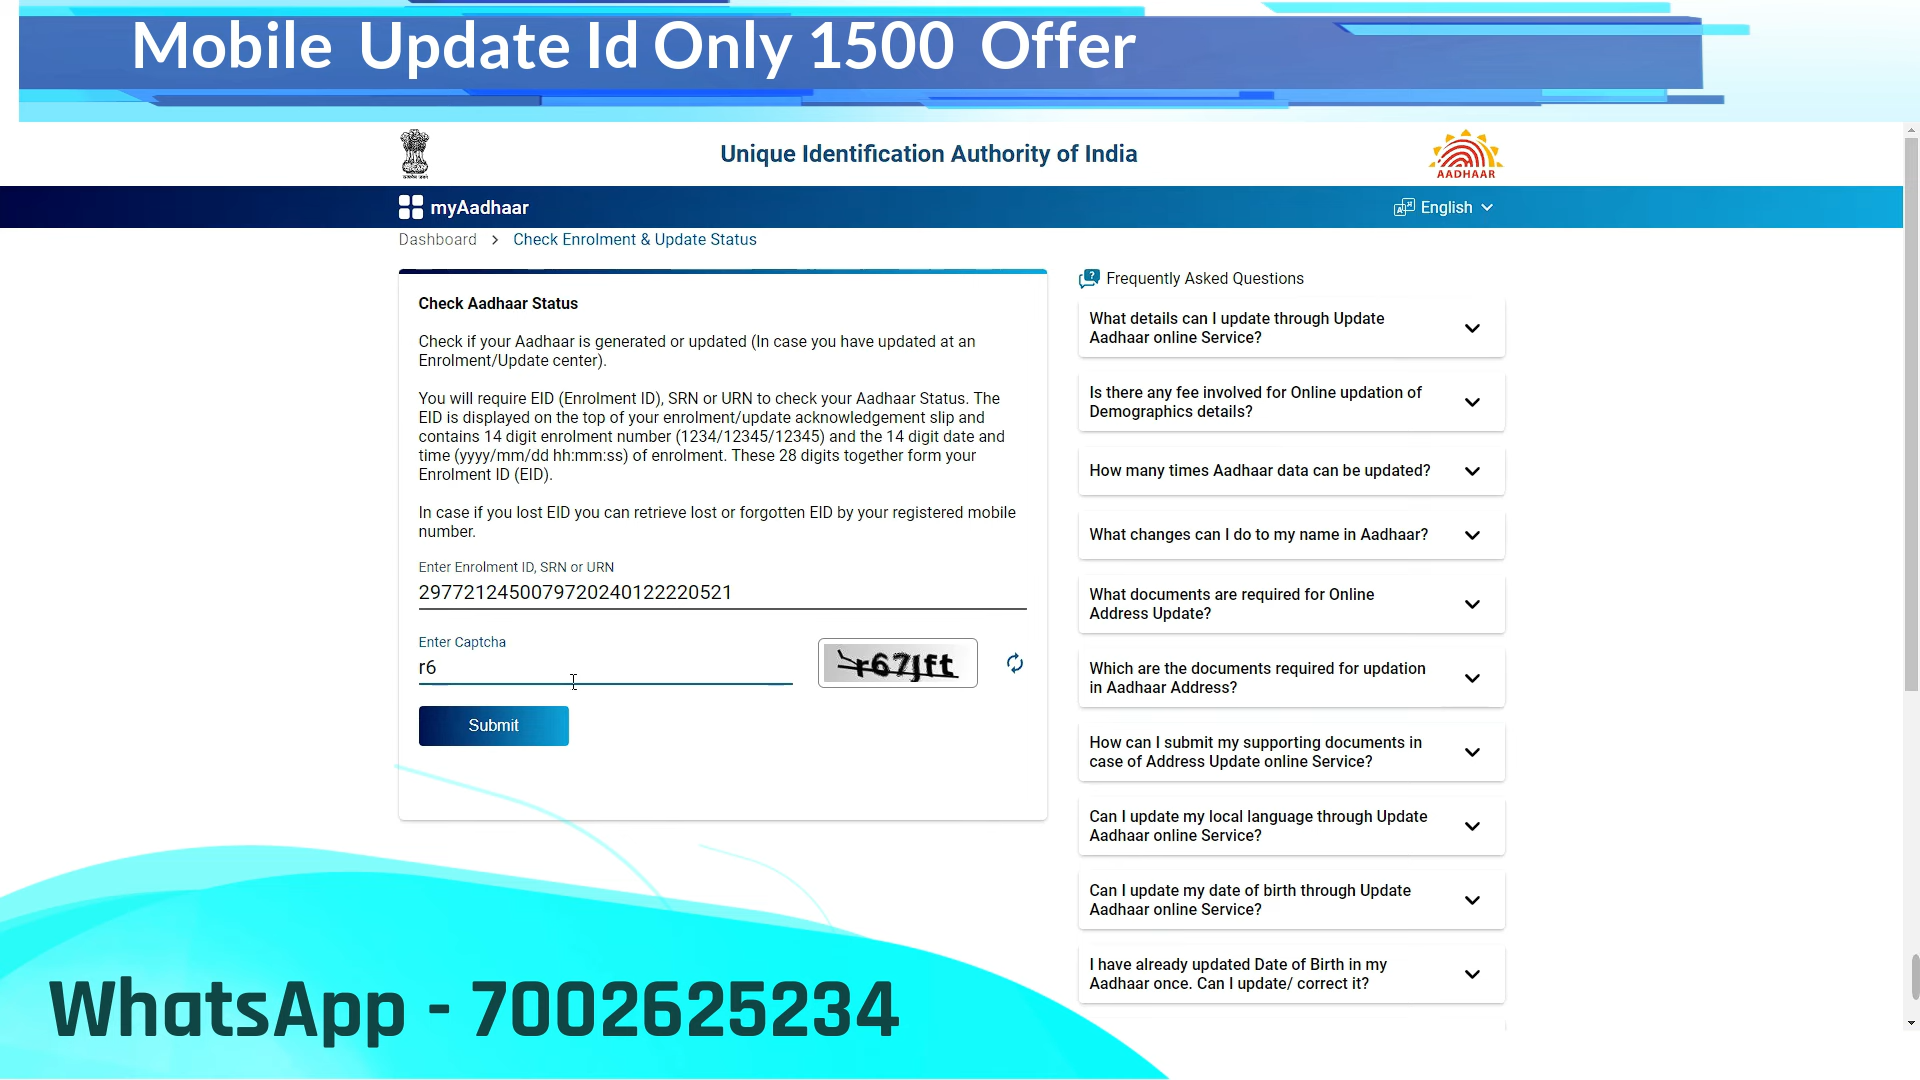 Mobile Update Id Only 1500 Offer
Unique Identification Authority of India
AADHAAR
myAadhaar
English
Dashboard > Check Enrolment & Update Status
Check Aadhaar Status
Check if your Aadhaar is generated or updated (In case you have updated at an
Enrolment/Update center).
You will require EID (Enrolment ID), SRN or URN to check your Aadhaar Status. The
EID is displayed on the top of your enrolment/update acknowledgement slip and
contains 14 digit enrolment number (1234/12345/12345) and the 14 digit date and
time (yyyy/mm/dd hh:mm:ss) of enrolment. These 28 digits together form your
Enrolment ID (EID).
In case if you lost EID you can retrieve lost or forgotten EID by your registered mobile
number.
Enter Enrolment ID, SRN or URN
2977212450079720240122220521
Enter Captcha
r6
r67Jft
Submit
Frequently Asked Questions
What details can I update through Update
Aadhaar online Service?
Is there any fee involved for Online updation of
Demographics details?
How many times Aadhaar data can be updated?
What changes can I do to my name in Aadhaar?
What documents are required for Online
Address Update?
Which are the documents required for updation
in Aadhaar Address?
How can I submit my supporting documents in
case of Address Update online Service?
Can I update my local language through Update
Aadhaar online Service?
Can I update my date of birth through Update
Aadhaar online Service?
I have already updated Date of Birth in my
Aadhaar once. Can I update/ correct it?
WhatsApp - 7002625234